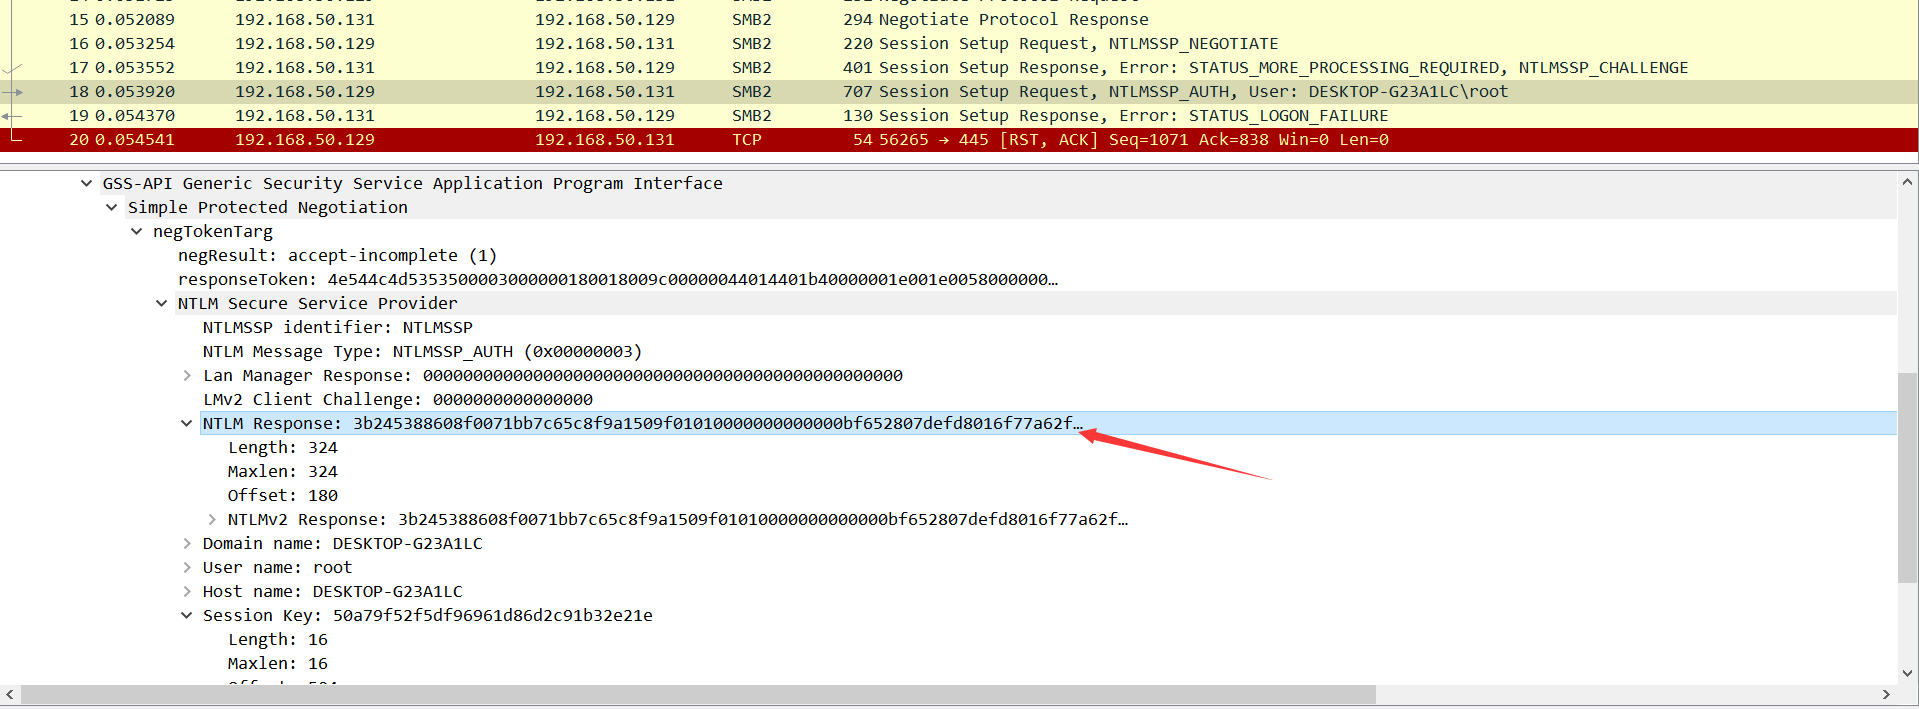 15 0.052089 192.168.50.131 192.168.50.129 SMB2 294 Negotiate Protocol Response
16 0.053254 192.168.50.129 192.168.50.131 SMB2 220 Session Setup Request, NTLMSSP_NEGOTIATE
17 0.053552 192.168.50.131 192.168.50.129 SMB2 401 Session Setup Response, Error: STATUS_MORE_PROCESSING_REQUIRED, NTLMSSP_CHALLENGE
18 0.053920 192.168.50.129 192.168.50.131 SMB2 707 Session Setup Request, NTLMSSP_AUTH, User: DESKTOP-G23A1LC\root
19 0.054370 192.168.50.131 192.168.50.129 SMB2 130 Session Setup Response, Error: STATUS_LOGON_FAILURE
20 0.054541 192.168.50.129 192.168.50.131 TCP 54 56265 → 445 [RST, ACK] Seq=1071 Ack=838 Win=0 Len=0
GSS-API Generic Security Service Application Program Interface
Simple Protected Negotiation
negTokenTarg
negResult: accept-incomplete (1)
responseToken: 4e544c4d5353500003000000180018009c00000044014401b40000001e001e0058000000…
NTLM Secure Service Provider
NTLMSSP identifier: NTLMSSP
NTLM Message Type: NTLMSSP_AUTH (0x00000003)
Lan Manager Response: 000000000000000000000000000000000000000000000000
LMv2 Client Challenge: 0000000000000000
NTLM Response: 3b245388608f0071bb7c65c8f9a1509f01010000000000000bf652807defd8016f77a62f…
Length: 324
Maxlen: 324
Offset: 180
NTLMv2 Response: 3b245388608f0071bb7c65c8f9a1509f01010000000000000bf652807defd8016f77a62f…
Domain name: DESKTOP-G23A1LC
User name: root
Host name: DESKTOP-G23A1LC
Session Key: 50a79f52f5df96961d86d2c91b32e21e
Length: 16
Maxlen: 16